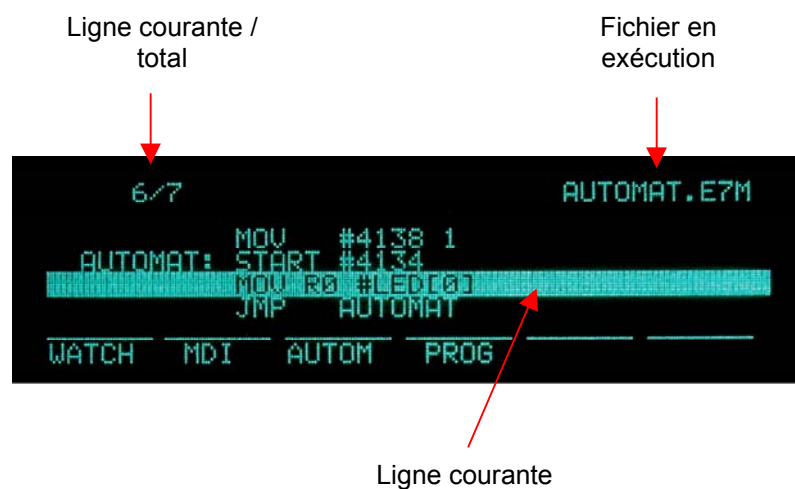 Ligne courante /
total
Fichier en
exécution
6/7 AUTOMAT.E7M
MOV #4138 1
AUTOMAT: START #4134
MOV R0 #LED[0]
JMP AUTOMAT
WATCH MDI AUTOM PROG
Ligne courante